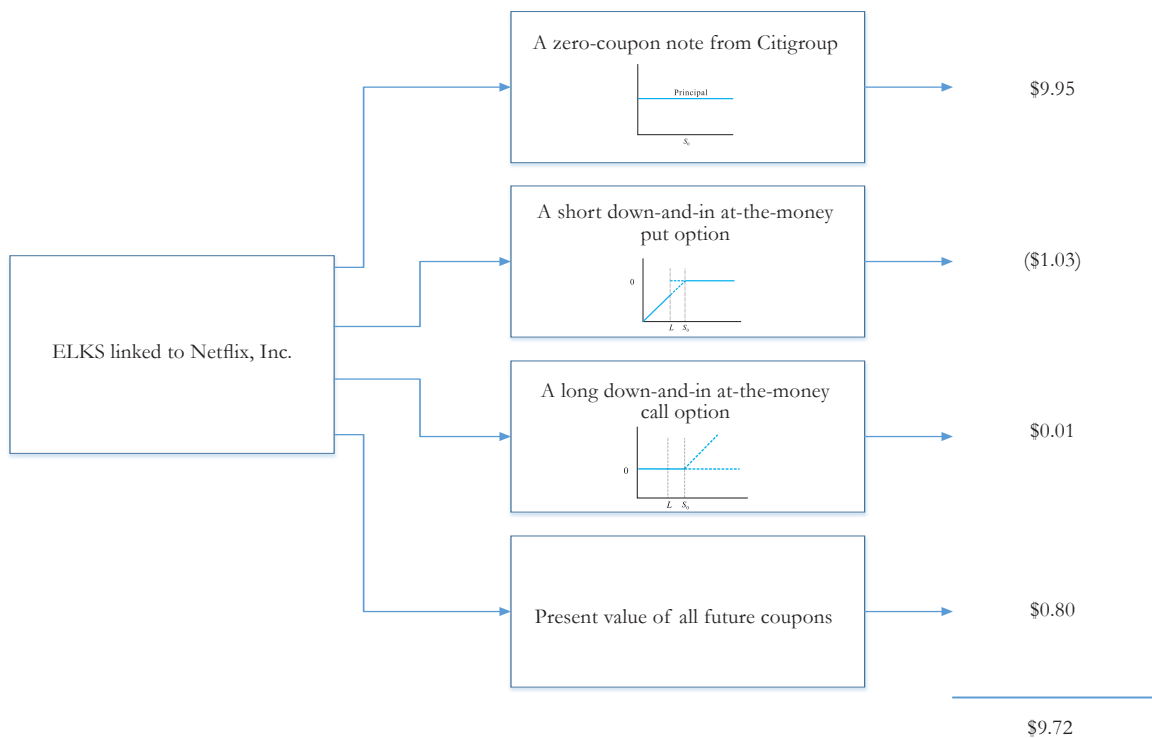 ELKS linked to Netflix, Inc.
A zero-coupon note from Citigroup
Principal
S₀
$9.95
A short down-and-in at-the-money
put option
0
L S₀
($1.03)
A long down-and-in at-the-money
call option
0
L S₀
$0.01
Present value of all future coupons
$0.80
$9.72